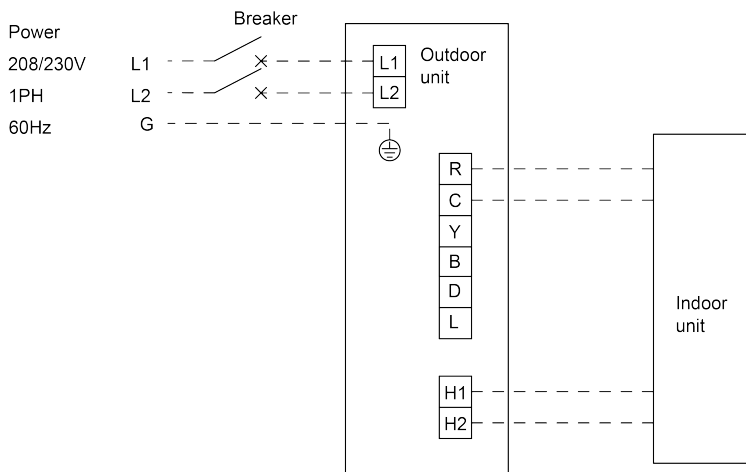 Breaker
Power
208/230V L1
L1
Outdoor
unit
1PH L2
L2
60Hz G
R
C
Y
B
D
L
Indoor
unit
H1
H2